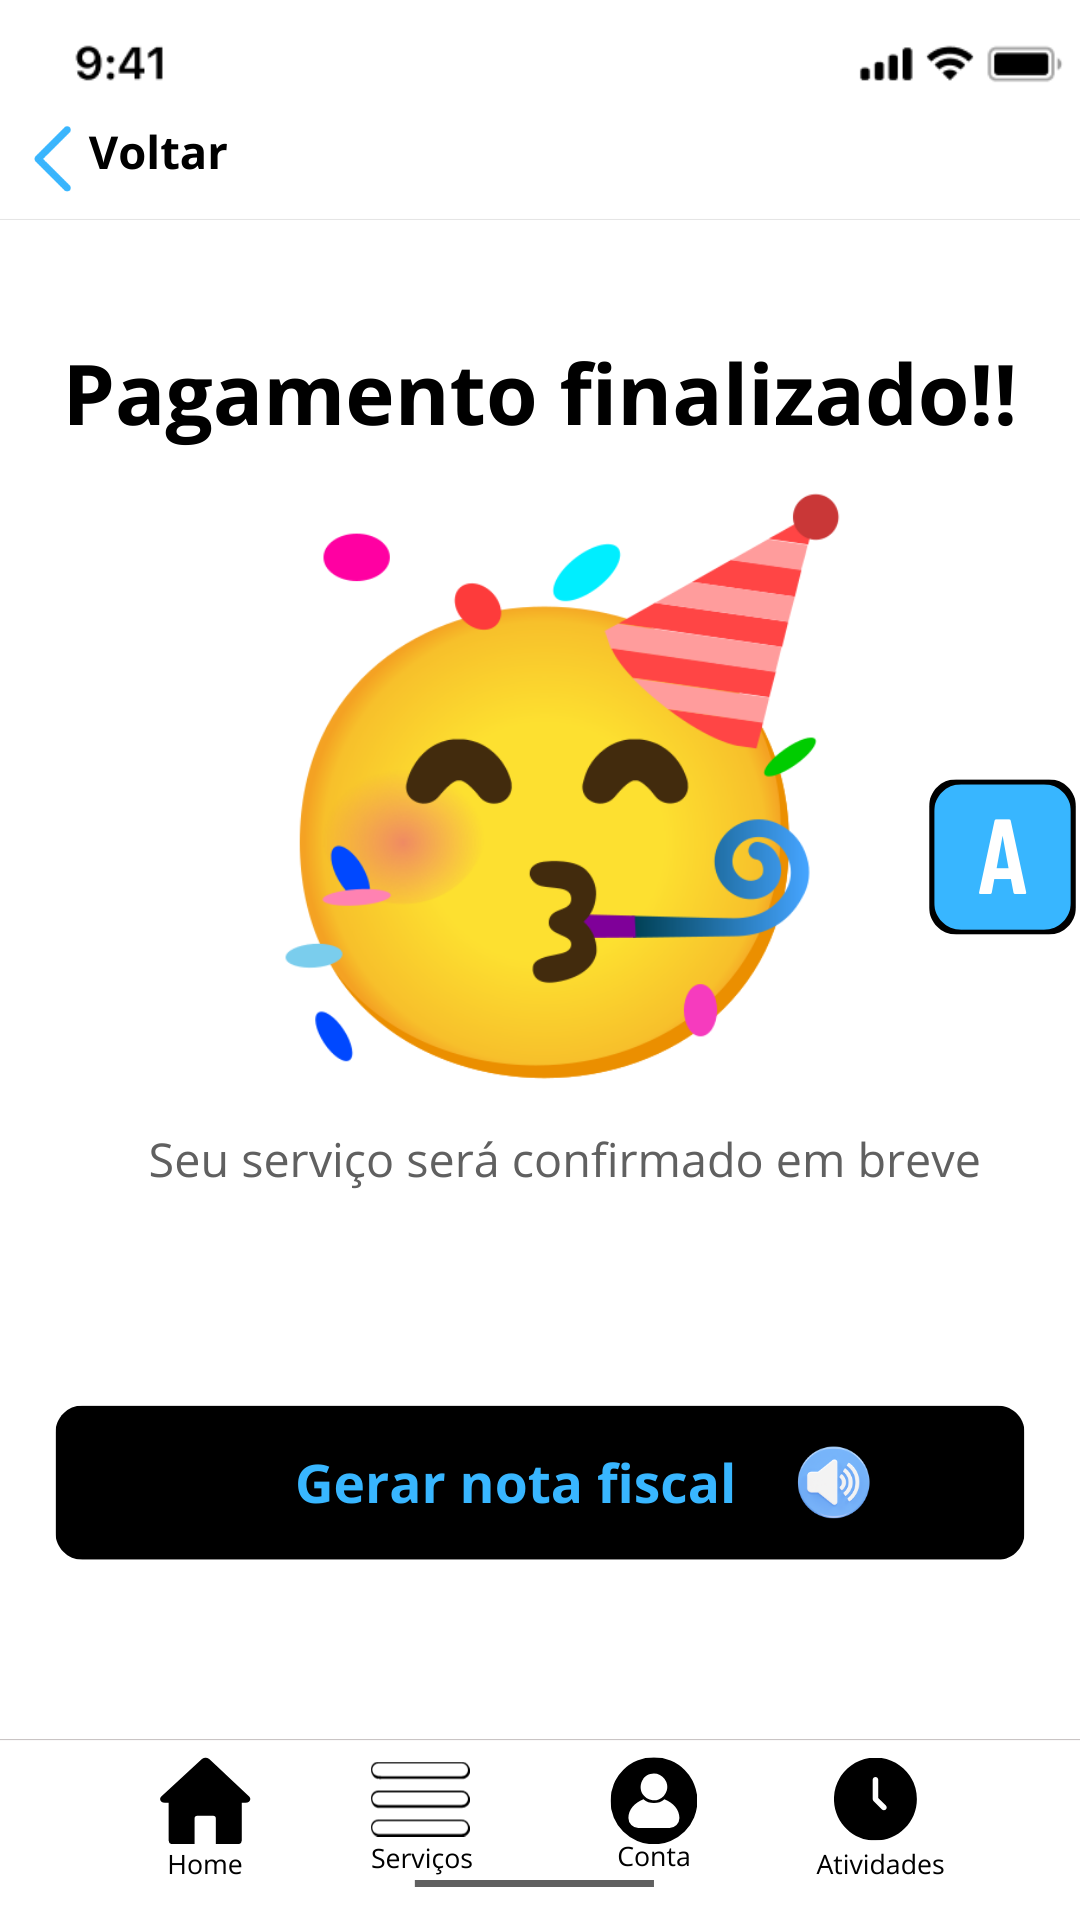 9:41
Voltar
Pagamento finalizado!!
A
Seu serviço será confirmado em breve
Gerar nota fiscal
Home
Serviços
Conta
Atividades